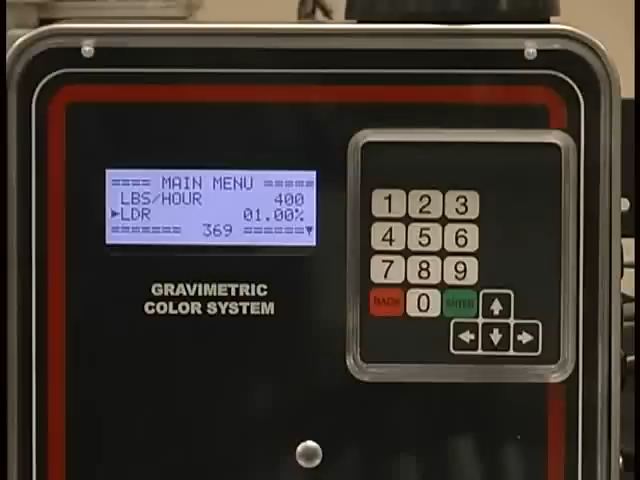 ==== MAIN MENU =====
LBS/HOUR 400
▶LDR 01.00%
======= 369 ======▼
GRAVIMETRIC
COLOR SYSTEM
1 2 3
4 5 6
7 8 9
BACK 0 ENTER